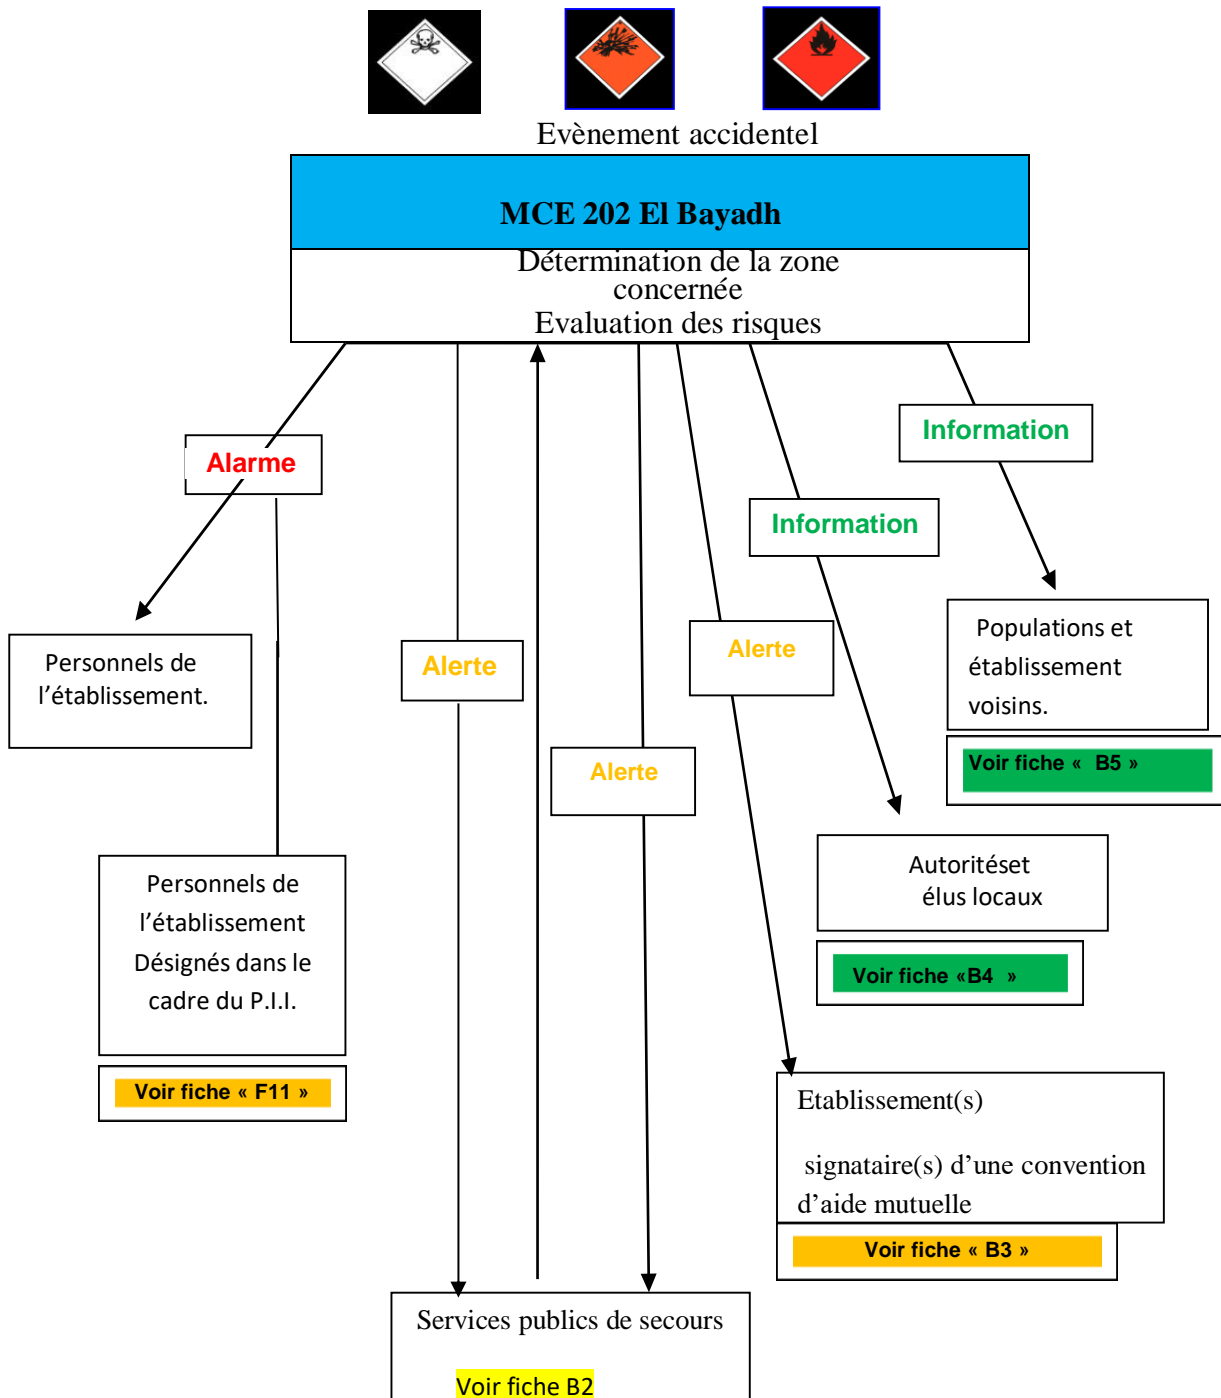 Evènement accidentel
MCE 202 El Bayadh
Détermination de la zone
concernée
Evaluation des risques
Alarme
Information
Information
Alerte
Alerte
Alerte
Personnels de
l’établissement.
Populations et
établissement
voisins.
Voir fiche «  B5 »
Personnels de
l’établissement
Désignés dans le
cadre du P.I.I.
Voir fiche « F11 »
Autoritéset
élus locaux
Voir fiche «B4  »
Etablissement(s)
signataire(s) d’une convention
d’aide mutuelle
Voir fiche « B3 »
Services publics de secours
Voir fiche B2